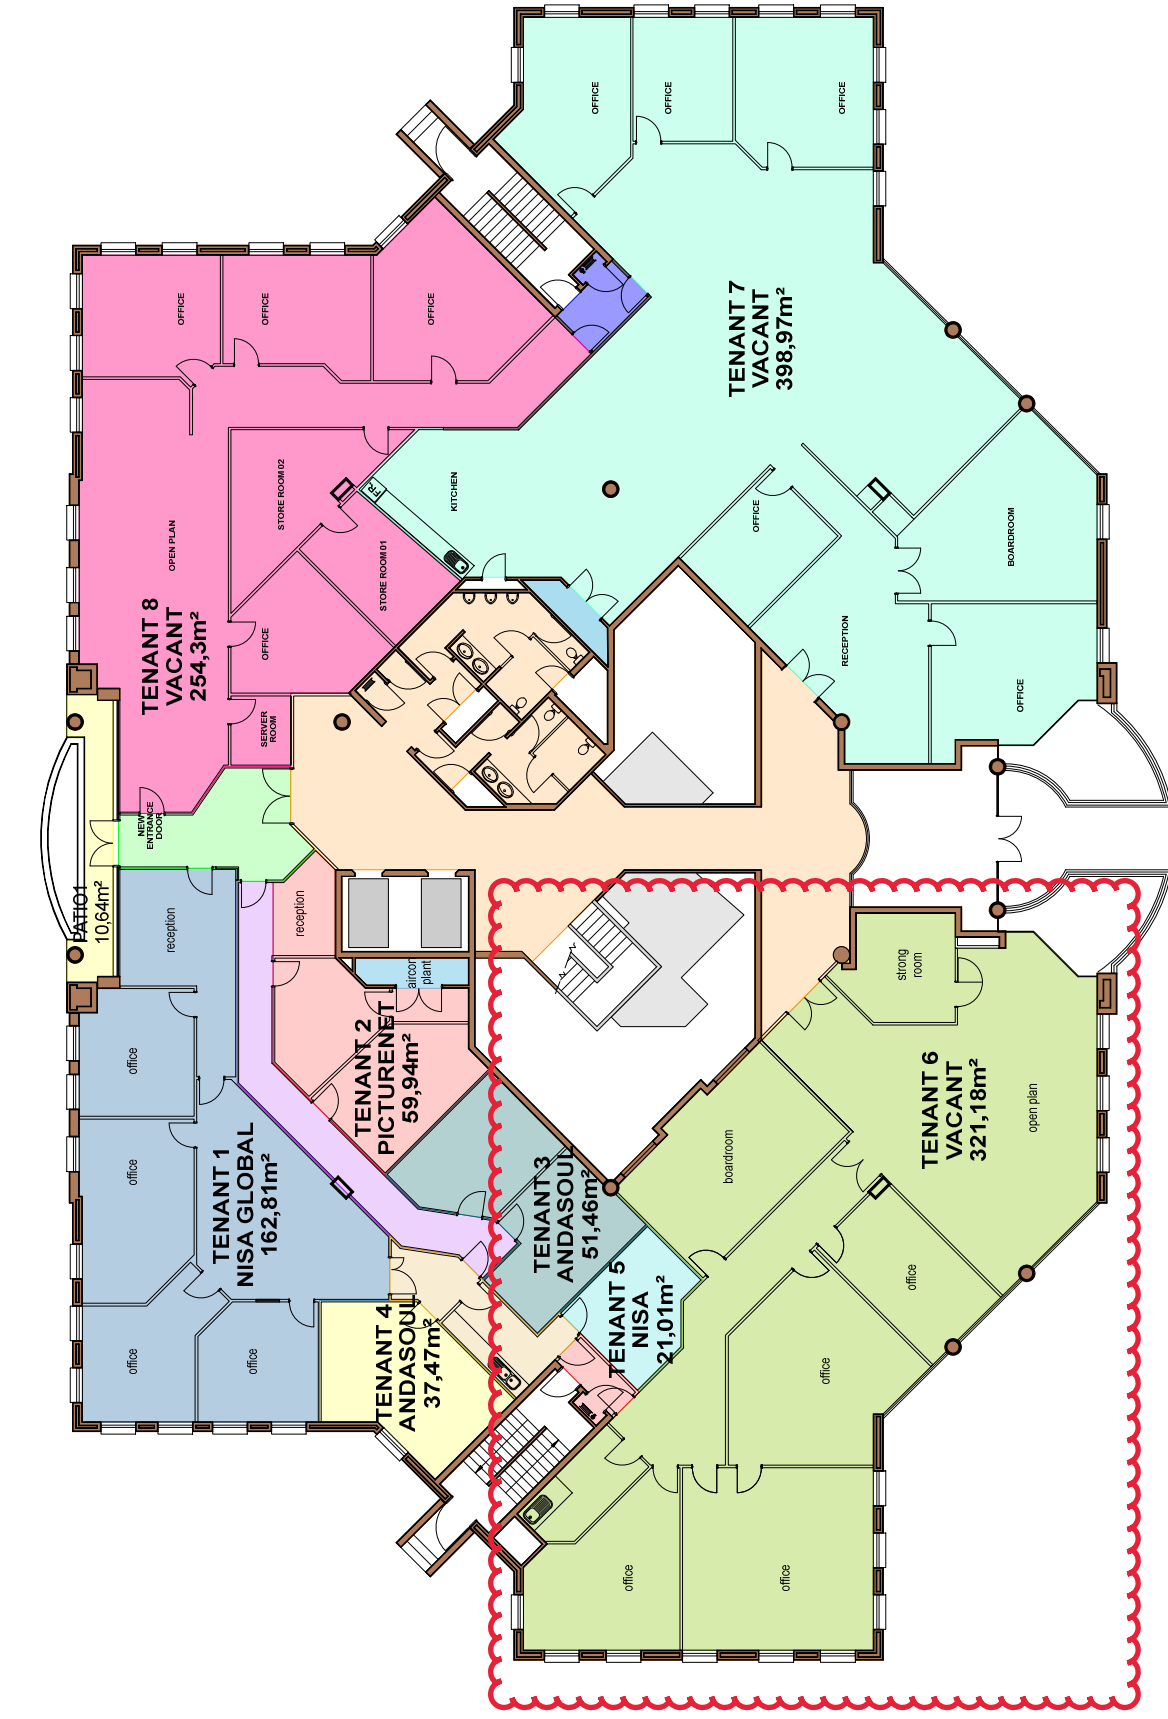 OFFICE
OFFICE
OFFICE
OFFICE
OFFICE
OFFICE
TENANT 7
VACANT
398,97m²
STORE ROOM 02
FR.
KITCHEN
OPEN PLAN
STORE ROOM 01
OFFICE
BOARDROOM
TENANT 8
VACANT
254,3m²
OFFICE
RECEPTION
OFFICE
SERVER
ROOM
NEW
ENTRANCE
DOOR
PATIO1
10,64m²
reception
reception
strong
room
aircon
plant
office
TENANT 2
PICTURENET
59,94m²
TENANT 6
VACANT
321,18m²
open plan
office
boardroom
TENANT 1
NISA GLOBAL
162,81m²
TENANT 3
ANDASOUL
51,46m²
office
TENANT 5
NISA
21,01m²
TENANT 4
ANDASOUL
37,47m²
office
office
office
office
office